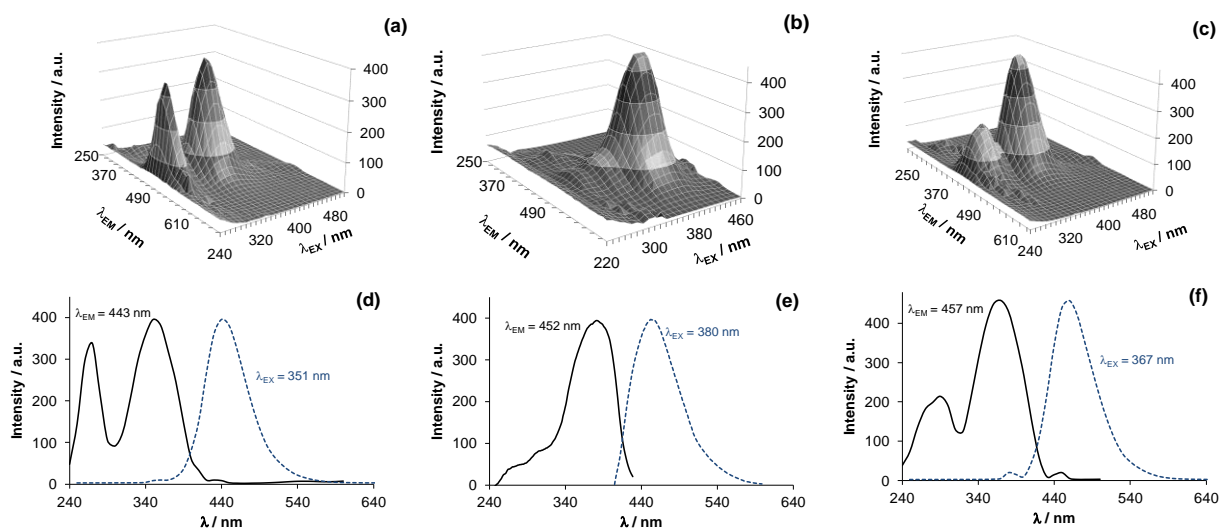 (a)
Intensity / a.u.
400
300
200
100
0
250
370
490
610
240
320
400
480
λEM / nm
λEX / nm
(b)
Intensity / a.u.
400
300
200
100
0
250
370
490
220
300
380
460
λEM / nm
λEX / nm
(c)
Intensity / a.u.
400
300
200
100
0
250
370
490
610
240
320
400
480
λEM / nm
λEX / nm
(d)
λEM = 443 nm
λEX = 351 nm
Intensity / a.u.
400
300
200
100
0
240 340 440 540 640
λ / nm
(e)
λEM = 452 nm
λEX = 380 nm
Intensity / a.u.
400
300
200
100
0
240 340 440 540 640
λ / nm
(f)
λEM = 457 nm
λEX = 367 nm
Intensity / a.u.
400
300
200
100
0
240 340 440 540 640
λ / nm